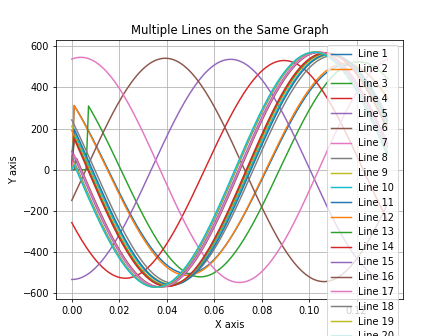 Multiple Lines on the Same Graph
Y axis
600
400
200
0
−200
−400
−600
0.00
0.02
0.04
0.06
0.08
0.10
X axis
Line 1
Line 2
Line 3
Line 4
Line 5
Line 6
Line 7
Line 8
Line 9
Line 10
Line 11
Line 12
Line 13
Line 14
Line 15
Line 16
Line 17
Line 18
Line 19
Line 20